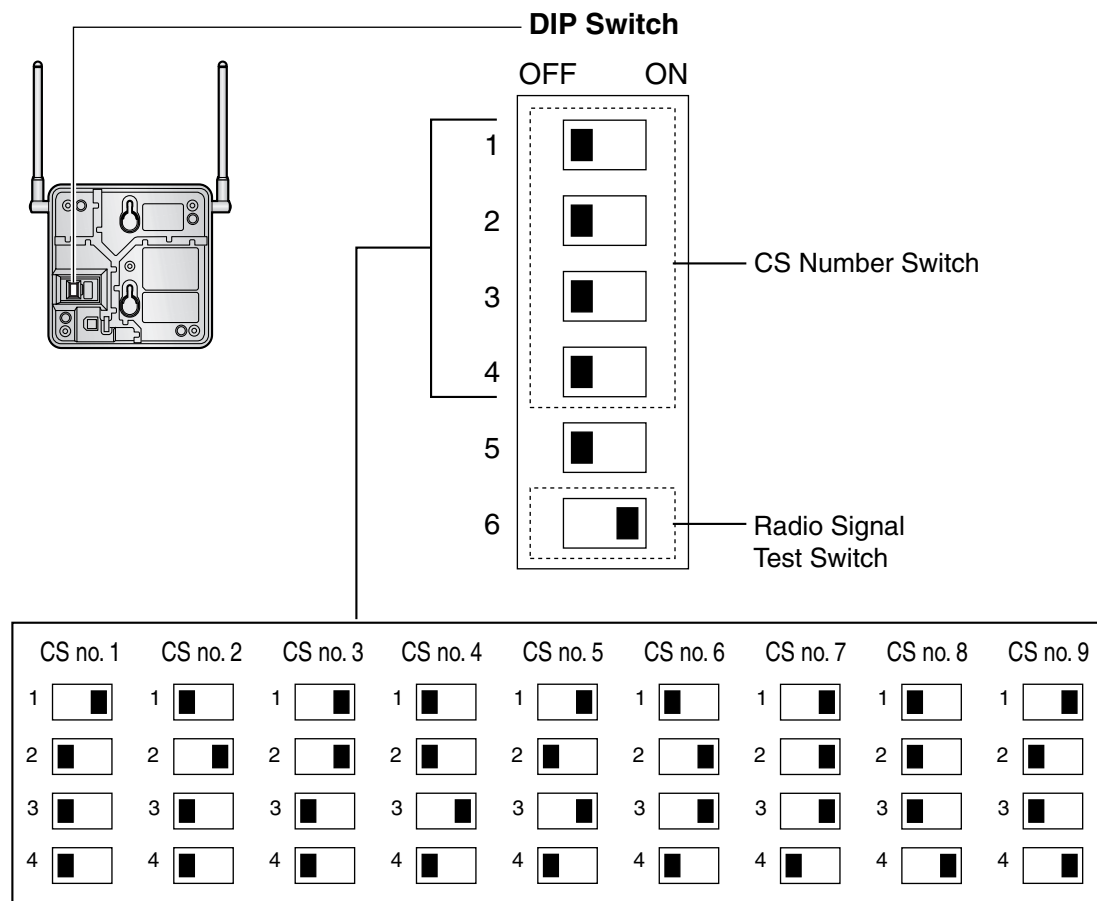 DIP Switch
OFF ON
1
2
3
4
5
6
CS Number Switch
Radio Signal
Test Switch
CS no. 1 CS no. 2 CS no. 3 CS no. 4 CS no. 5 CS no. 6 CS no. 7 CS no. 8 CS no. 9
1 1 1 1 1 1 1 1 1
2 2 2 2 2 2 2 2 2
3 3 3 3 3 3 3 3 3
4 4 4 4 4 4 4 4 4